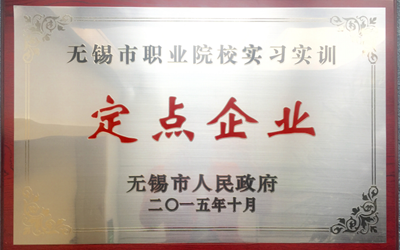 无锡市职业院校实习实训
定点企业
无锡市人民政府
二〇一五年十月